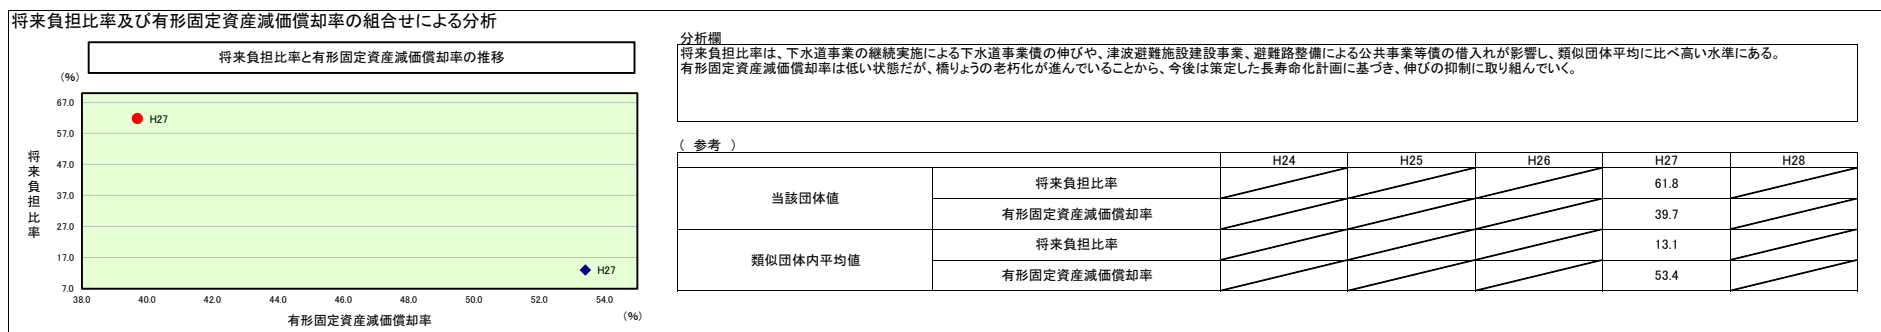 将来負担比率及び有形固定資産減価償却率の組合せによる分析
将来負担比率と有形固定資産減価償却率の推移
(%)
67.0
57.0
47.0
37.0
27.0
17.0
7.0
将来負担比率
H27
H27
38.0 40.0 42.0 44.0 46.0 48.0 50.0 52.0 54.0
有形固定資産減価償却率
(%)
分析欄
将来負担比率は、下水道事業の継続実施による下水道事業債の伸びや、津波避難施設建設事業、避難路整備による公共事業等債の借入れが影響し、類似団体平均に比べ高い水準にある。
有形固定資産減価償却率は低い状態だが、橋りょうの老朽化が進んでいることから、今後は策定した長寿命化計画に基づき、伸びの抑制に取り組んでいく。
( 参考 )
H24 H25 H26 H27 H28
当該団体値
将来負担比率 61.8
有形固定資産減価償却率 39.7
類似団体内平均値
将来負担比率 13.1
有形固定資産減価償却率 53.4